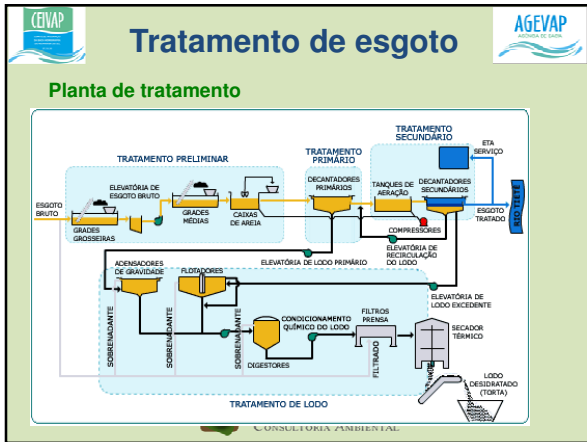 CEIVAP
Tratamento de esgoto
AGEVAP
Planta de tratamento
TRATAMENTO
SECUNDÁRIO
ETA
SERVIÇO
TRATAMENTO PRELIMINAR
TRATAMENTO
PRIMÁRIO
ELEVATÓRIA DE
ESGOTO BRUTO
DECANTADORES
PRIMÁRIOS
TANQUES DE
AERAÇÃO
DECANTADORES
SECUNDÁRIOS
ESGOTO
BRUTO
GRADES
GROSSEIRAS
GRADES
MÉDIAS
CAIXAS
DE AREIA
COMPRESSORES
ESGOTO
TRATADO
RIO TIETÊ
ELEVATÓRIA DE LODO PRIMÁRIO
ELEVATÓRIA DE
RECIRCULAÇÃO
DO LODO
ADENSADORES
DE GRAVIDADE
FLOTADORES
ELEVATÓRIA DE
LODO EXCEDENTE
SOBRENADANTE
SOBRENADANTE
SOBRENADANTE
CONDICIONAMENTO
QUÍMICO DO LODO
FILTROS
PRENSA
SECADOR
TÉRMICO
DIGESTORES
FILTRADO
LODO
DESIDRATADO
(TORTA)
TRATAMENTO DE LODO
CONSULTORIA AMBIENTAL